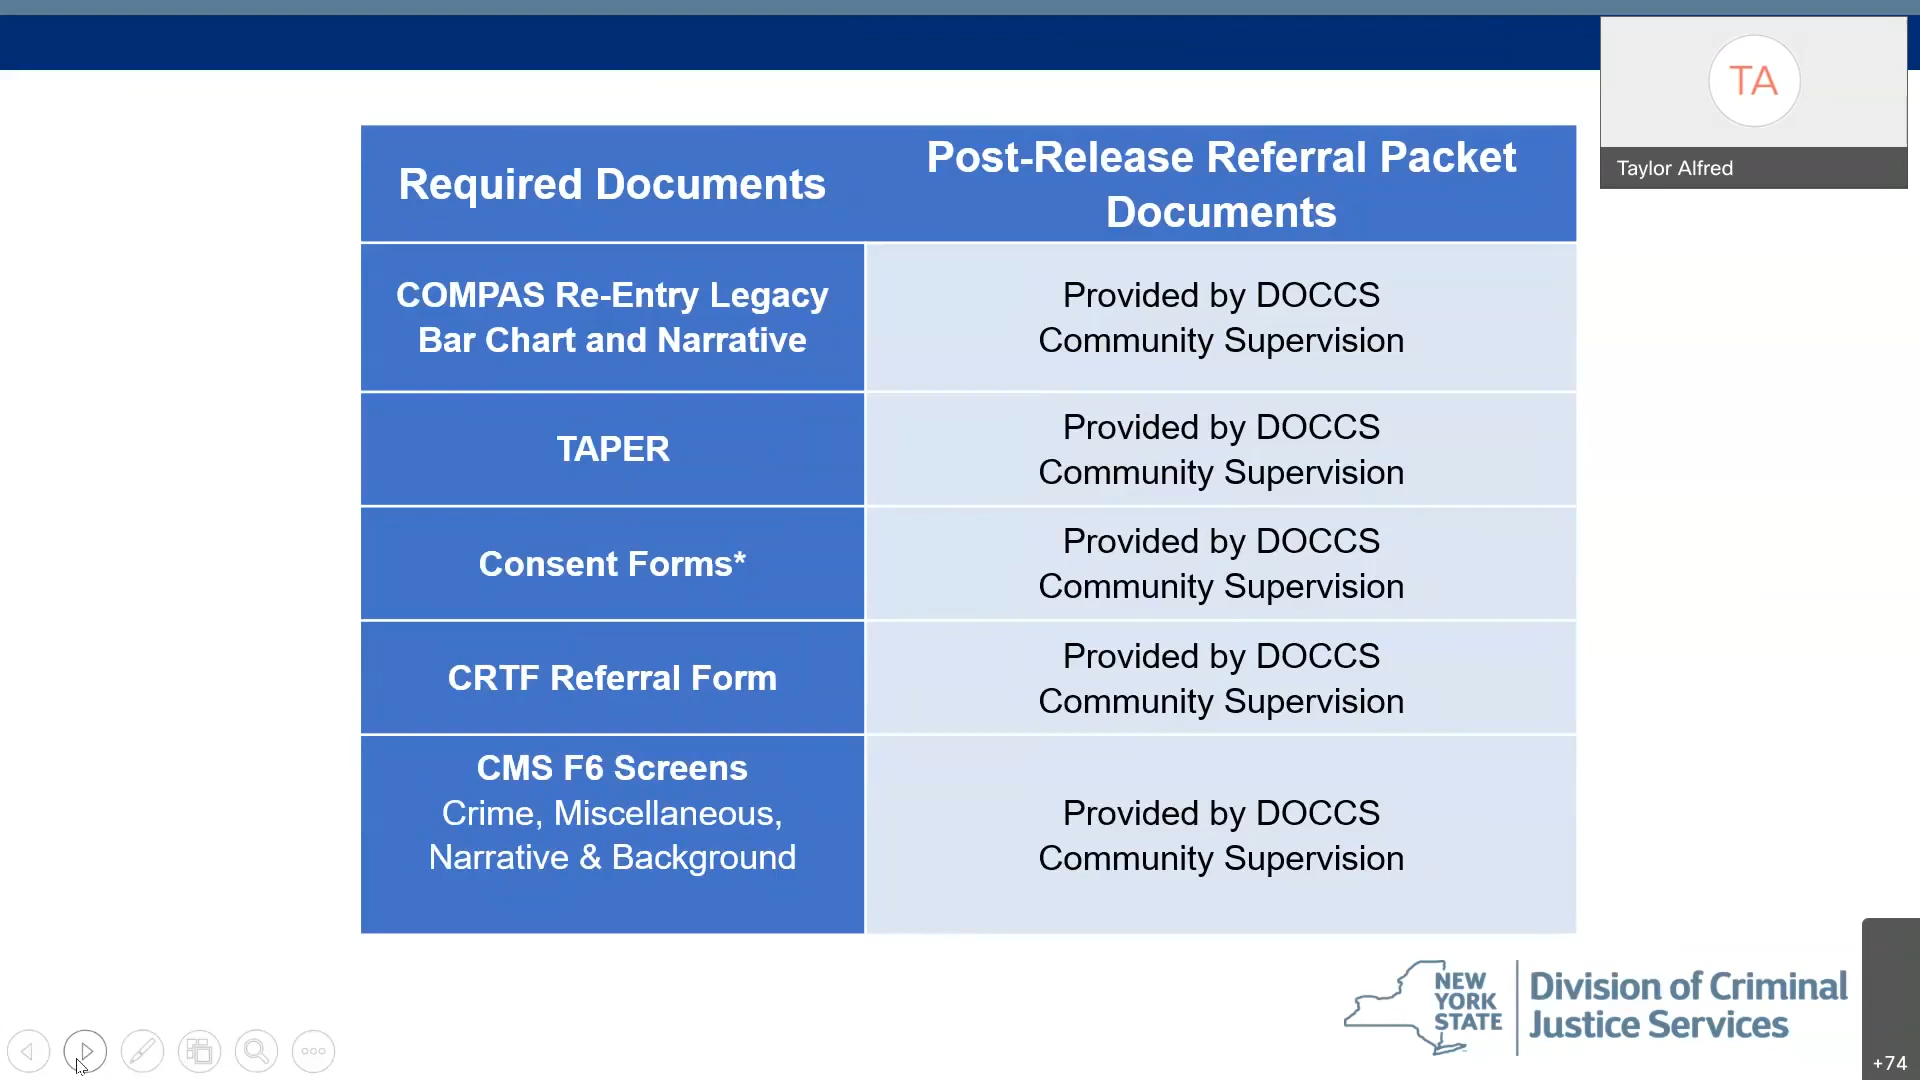 TA
Taylor Alfred
Required Documents
Post-Release Referral Packet
Documents
COMPAS Re-Entry Legacy
Bar Chart and Narrative
Provided by DOCCS
Community Supervision
TAPER
Provided by DOCCS
Community Supervision
Consent Forms*
Provided by DOCCS
Community Supervision
CRTF Referral Form
Provided by DOCCS
Community Supervision
CMS F6 Screens
Crime, Miscellaneous,
Narrative & Background
Provided by DOCCS
Community Supervision
NEW
YORK
STATE
Division of Criminal
Justice Services
+74